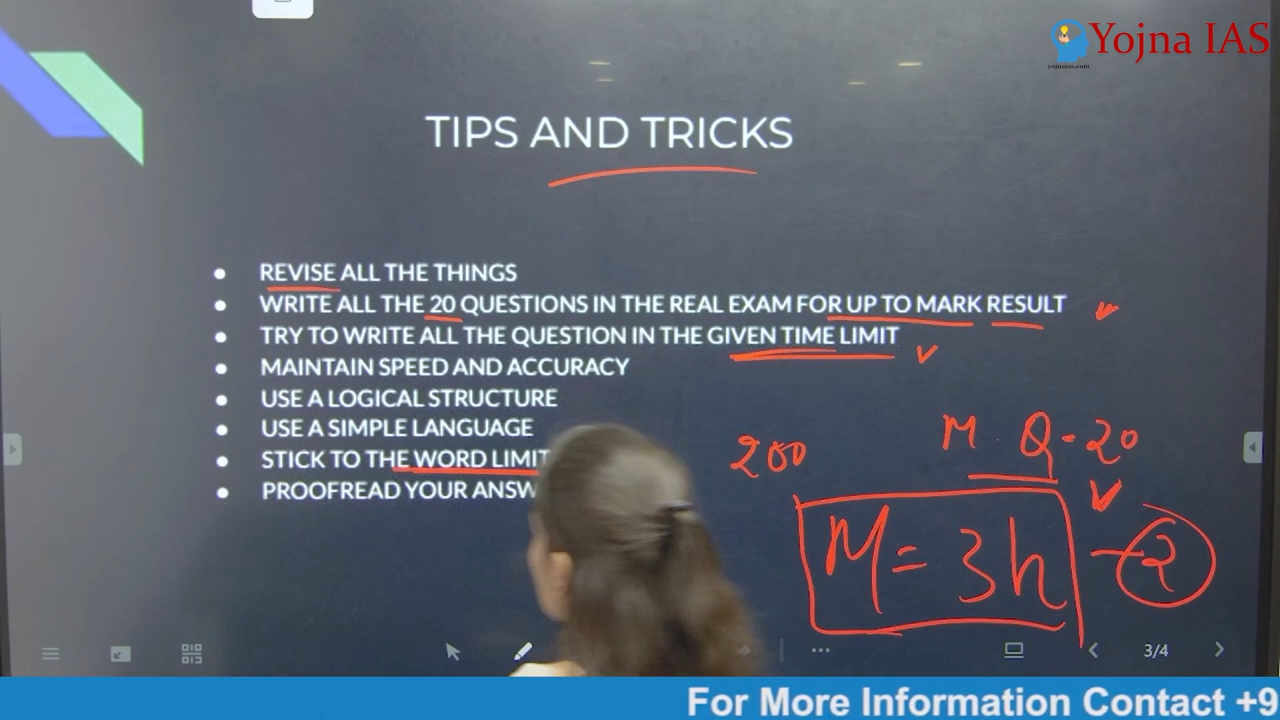 Yojna IAS
yojnaias.com
TIPS AND TRICKS
• REVISE ALL THE THINGS
• WRITE ALL THE 20 QUESTIONS IN THE REAL EXAM FOR UP TO MARK RESULT
• TRY TO WRITE ALL THE QUESTION IN THE GIVEN TIME LIMIT
• MAINTAIN SPEED AND ACCURACY
• USE A LOGICAL STRUCTURE
• USE A SIMPLE LANGUAGE
• STICK TO THE WORD LIMIT
• PROOFREAD YOUR ANSW
M Q-20
200
M = 3h - 2
3/4
For More Information Contact +9